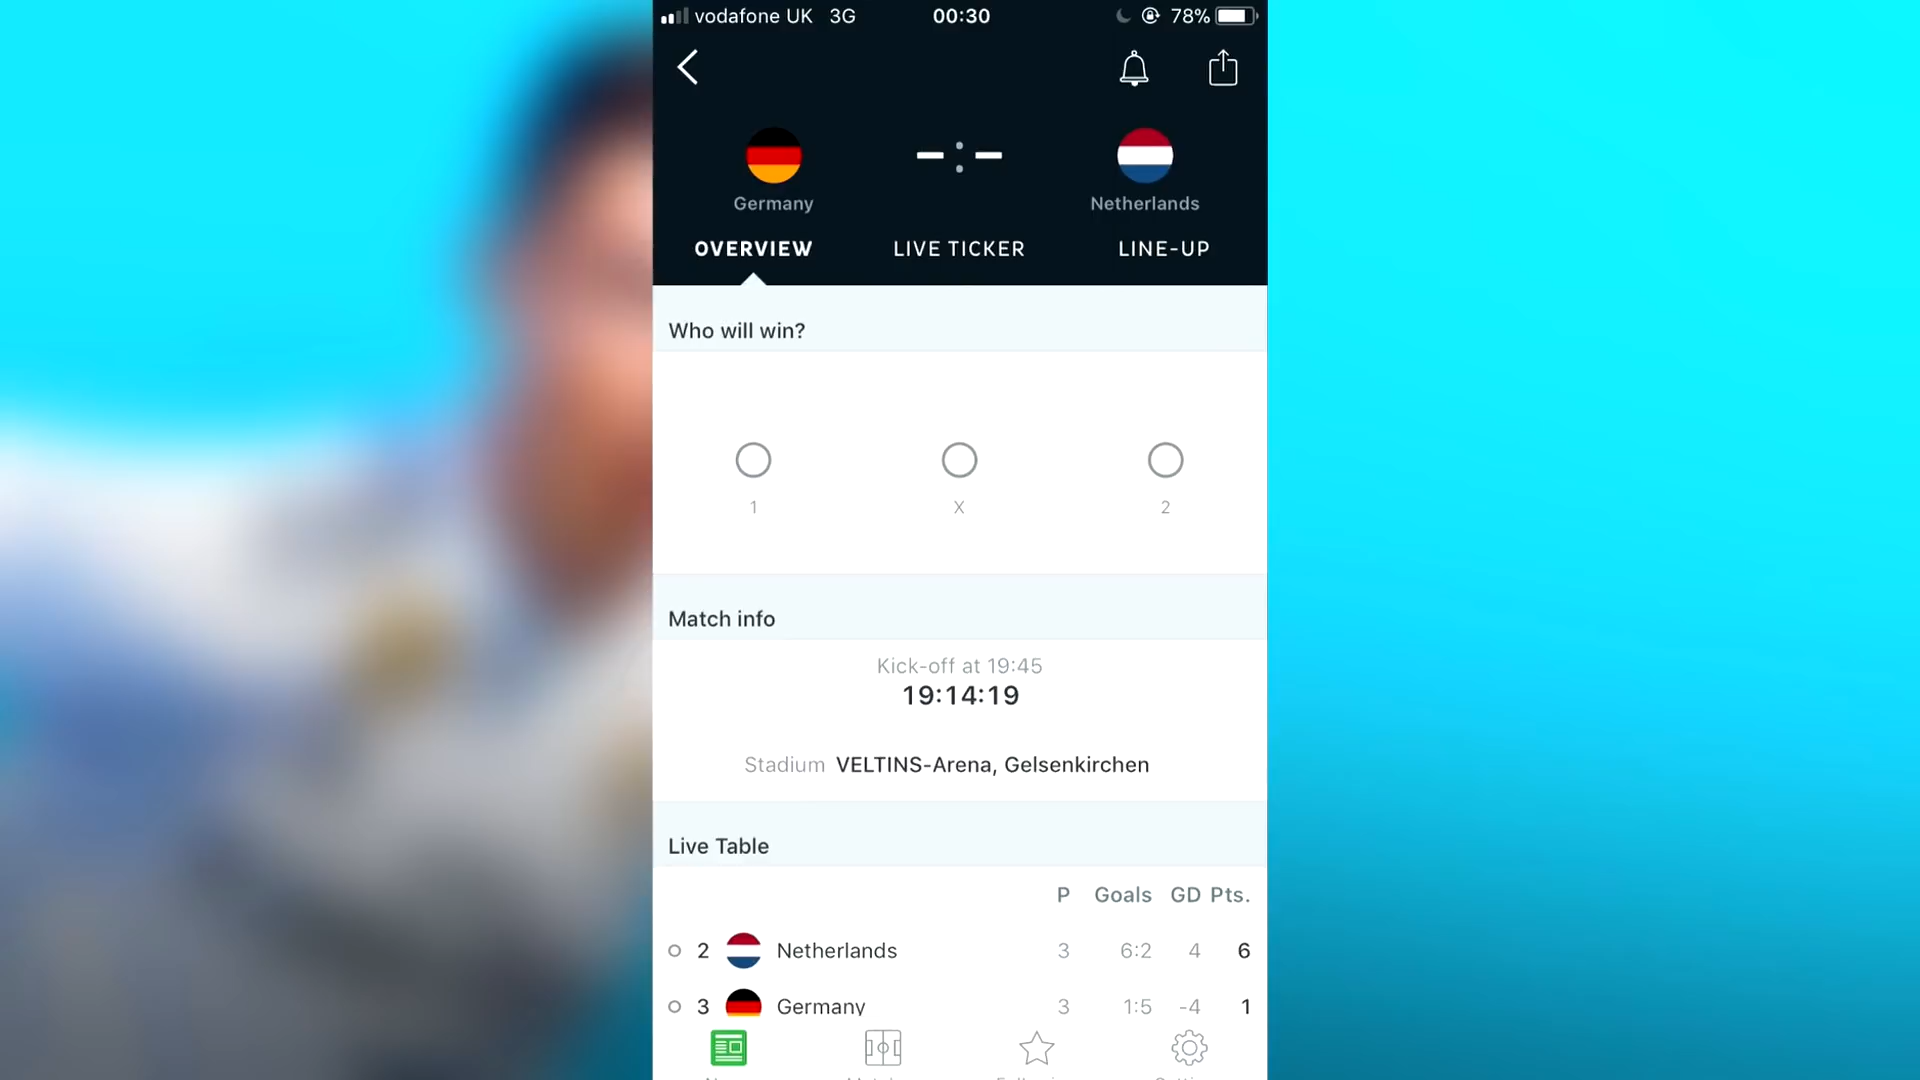 vodafone UK 3G 00:30 78%
Germany - : - Netherlands
OVERVIEW LIVE TICKER LINE-UP
Who will win?
1 X 2
Match info
Kick-off at 19:45
19:14:19
Stadium VELTINS-Arena, Gelsenkirchen
Live Table
P Goals GD Pts.
2 Netherlands 3 6:2 4 6
3 Germany 3 1:5 -4 1